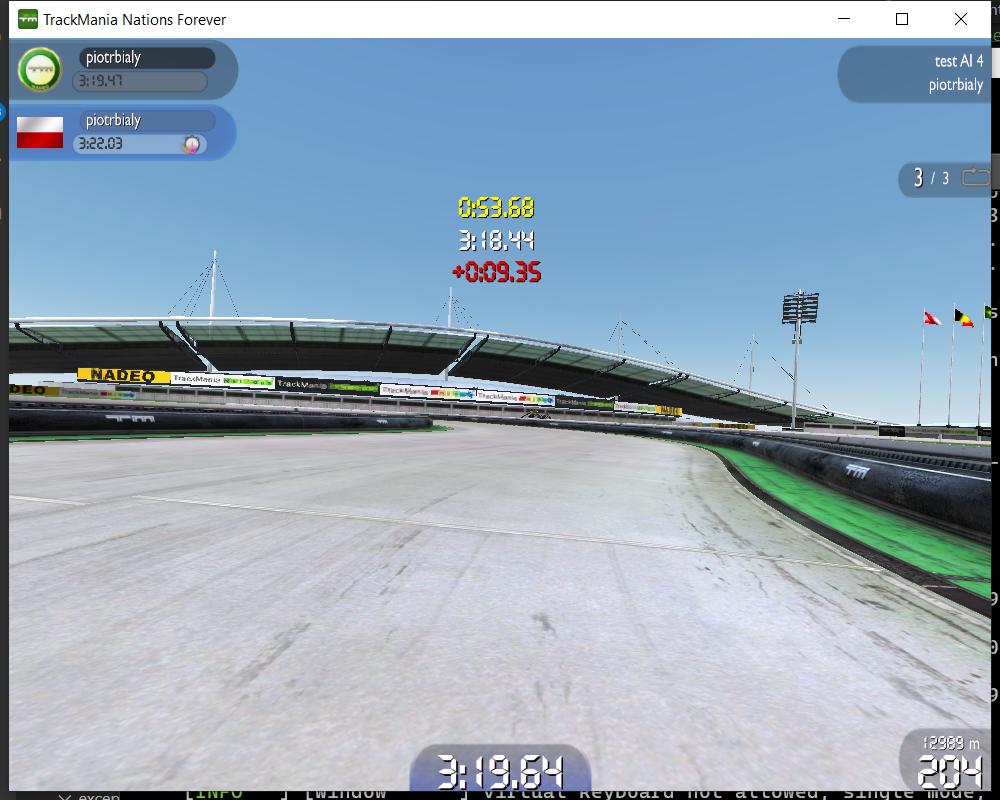 TrackMania Nations Forever
piotrbialy
3:19.47
piotrbialy
3:22.03
test AI 4
piotrbialy
3 / 3
0:53.68
3:18.44
+0:09.35
NADEO
TrackMania
TrackMania
TrackMania
TrackMania
3:19.64
12989 m
204
[INFO ] [Window ] Virtual keyboard not allowed, single mode,